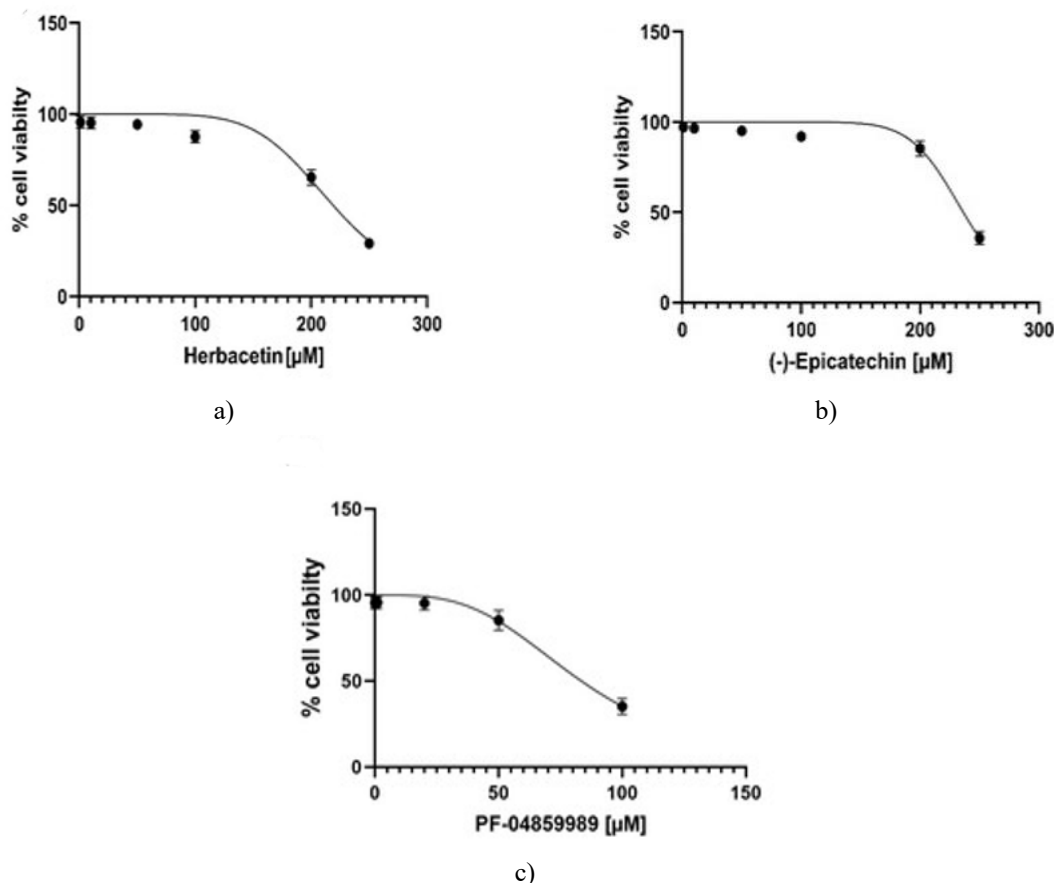 150
100
50
0
% cell viabilty
0 100 200 300
Herbacetin [µM]
a)
150
100
50
0
% cell viabilty
0 100 200 300
(-)-Epicatechin [µM]
b)
150
100
50
0
% cell viabilty
0 50 100 150
PF-04859989 [µM]
c)